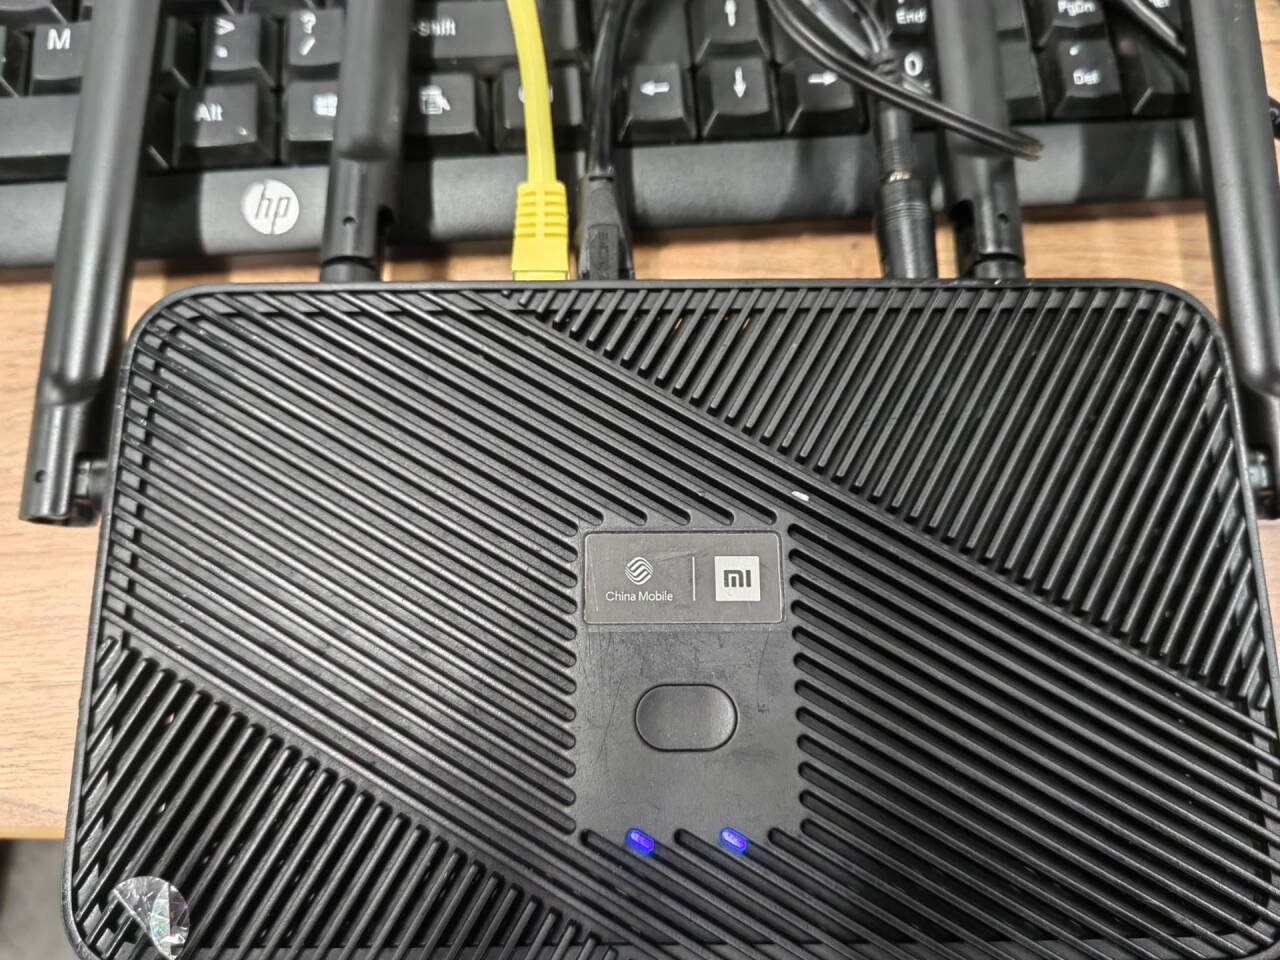 M
>
?
/
Shift
End
PgDn
0
.
Del
Alt
hp
China Mobile
mi